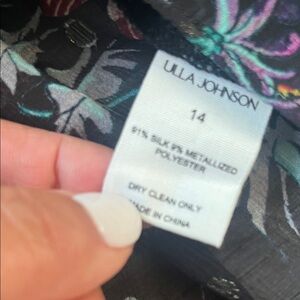 ULLA JOHNSON
14
91% SILK 9% METALLIZED
POLYESTER
DRY CLEAN ONLY
MADE IN CHINA